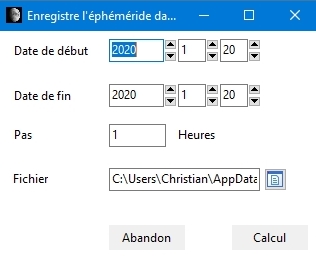 Enregistre l'éphéméride da...
Date de début 2020 1 20
Date de fin 2020 1 20
Pas 1 Heures
Fichier C:\Users\Christian\AppData
Abandon Calcul